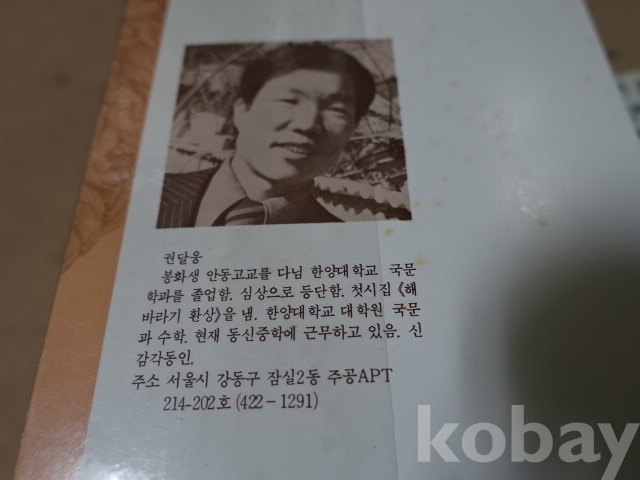 권달웅
봉화생 안동고교를 다님 한양대학교 국문
학과를 졸업함. 심상으로 등단함. 첫시집 《해
바라기 환상》을 냄. 한양대학교 대학원 국문
과 수학. 현재 동신중학에 근무하고 있음. 신
감각동인.
주소 서울시 강동구 잠실2동 주공APT
214-202호 (422-1291)
kobay